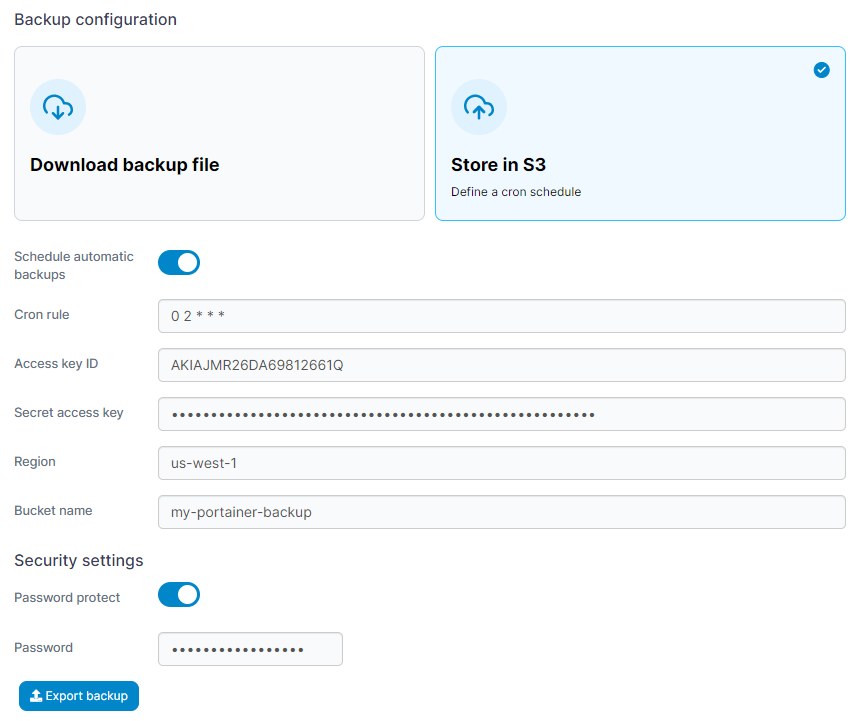 Backup configuration
Download backup file
Store in S3
Define a cron schedule
Schedule automatic
backups
Cron rule
0 2 * * *
Access key ID
AKIAJMR26DA69812661Q
Secret access key
••••••••••••••••••••••••••••••••••••••••••••••••••••••
Region
us-west-1
Bucket name
my-portainer-backup
Security settings
Password protect
Password
•••••••••••••••••
Export backup